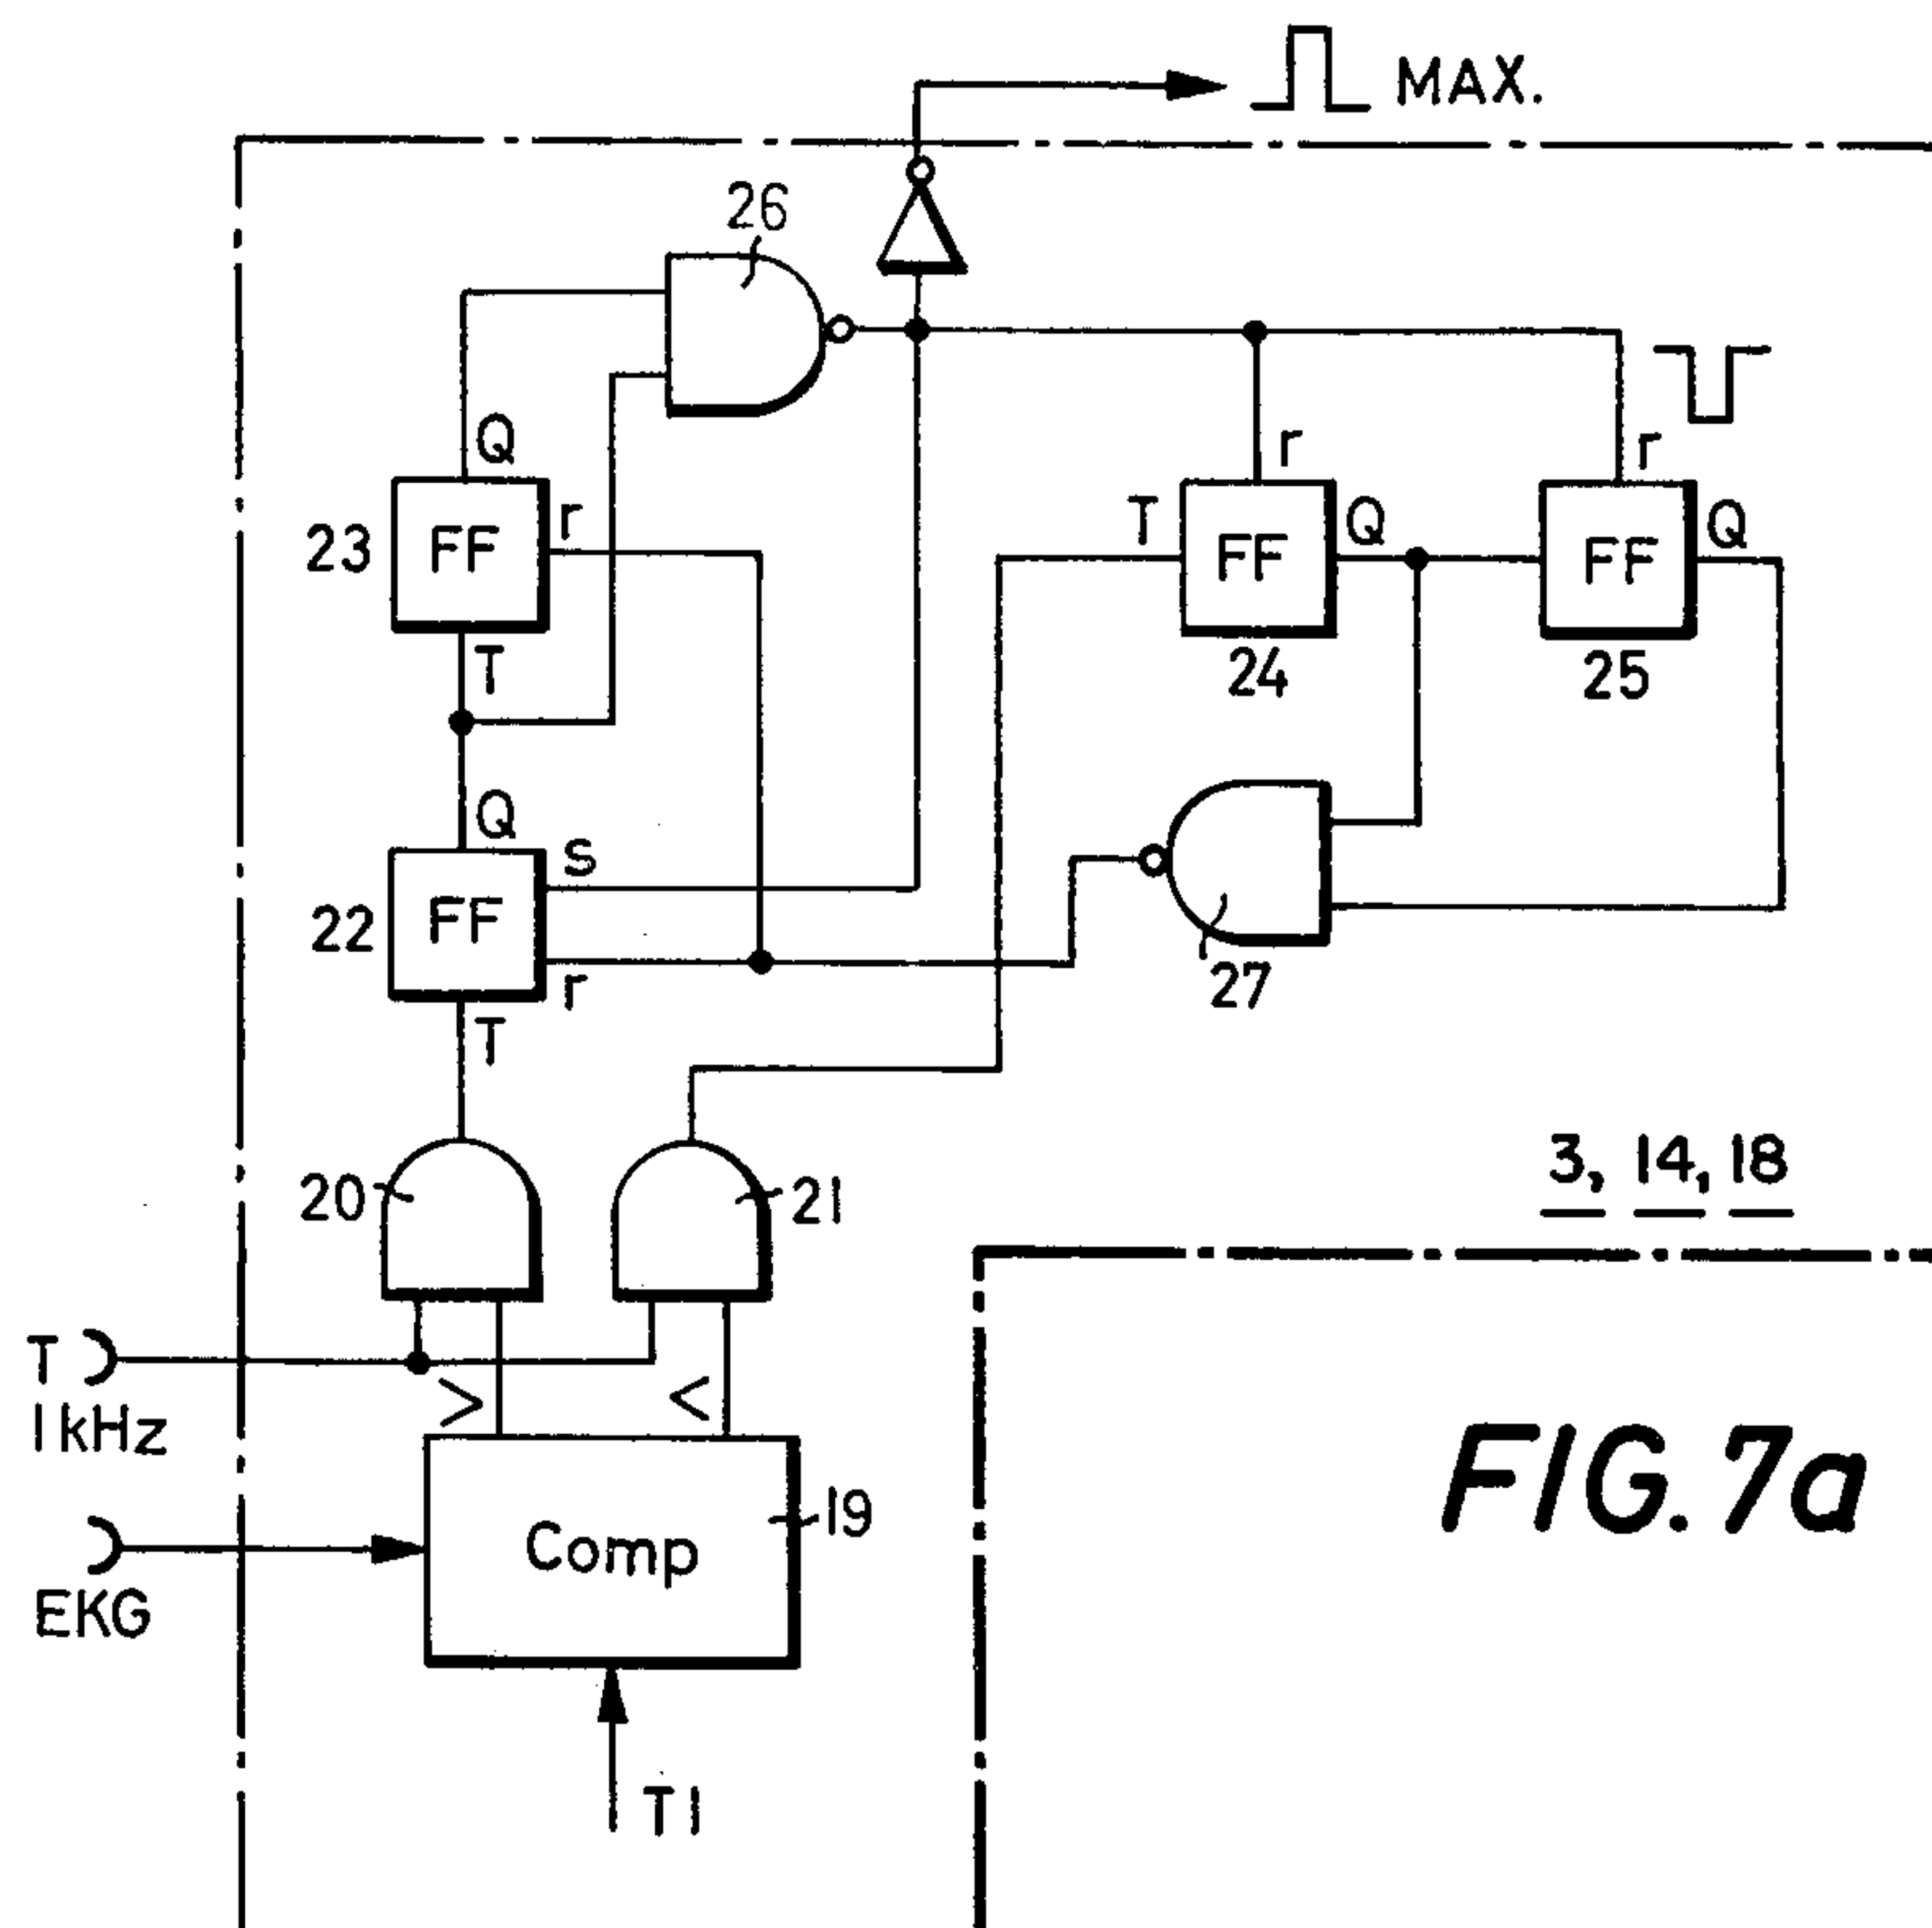 MAX.
26
Q
r
23
FF
T
r
r
T
FF
Q
FF
Q
24
25
Q
S
22
FF
r
T
27
20
21
3, 14, 18
T
1kHz
>
<
Comp
19
EKG
T1
FIG. 7a